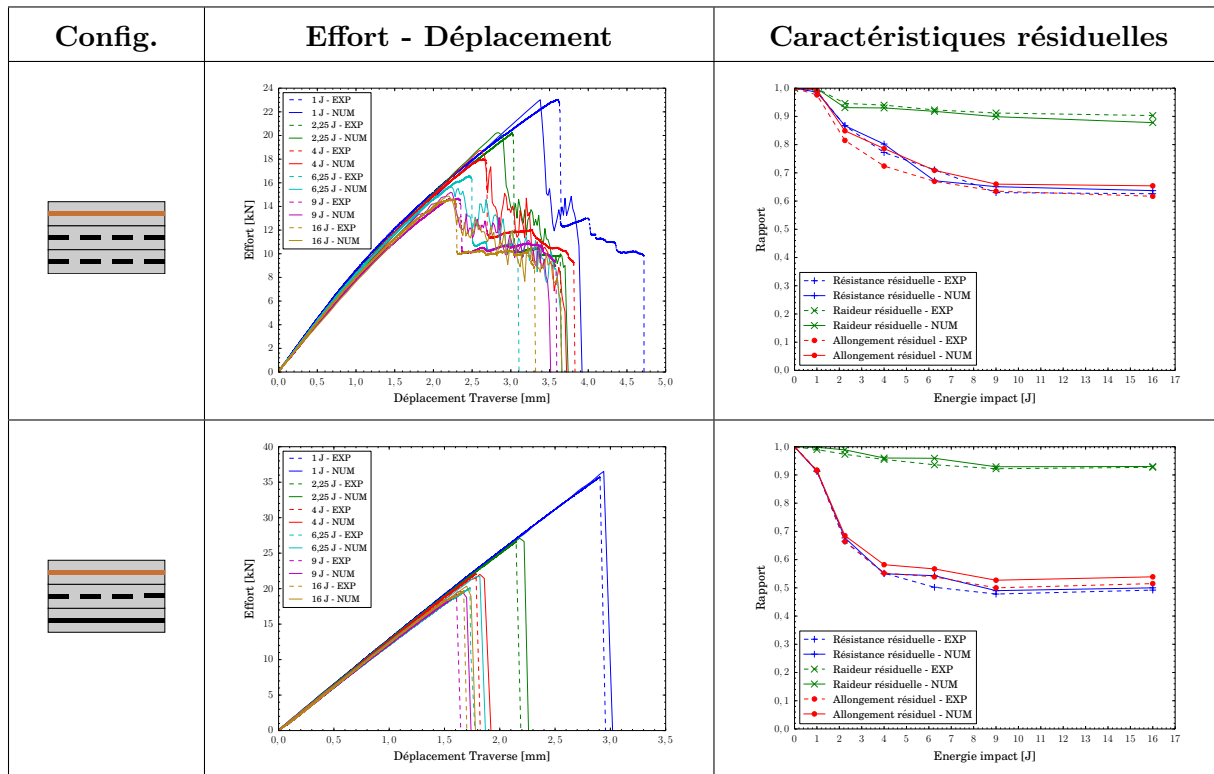 Config.
Effort - Déplacement
Caractéristiques résiduelles
24
22
20
18
16
14
12
10
8
6
4
2
0
Effort [kN]
1 J - EXP
1 J - NUM
2,25 J - EXP
2,25 J - NUM
4 J - EXP
4 J - NUM
6,25 J - EXP
6,25 J - NUM
9 J - EXP
9 J - NUM
16 J - EXP
16 J - NUM
0,0 0,5 1,0 1,5 2,0 2,5 3,0 3,5 4,0 4,5 5,0
Déplacement Traverse [mm]
1,0
0,9
0,8
0,7
0,6
0,5
0,4
0,3
0,2
0,1
0,0
Rapport
Résistance résiduelle - EXP
Résistance résiduelle - NUM
Raideur résiduelle - EXP
Raideur résiduelle - NUM
Allongement résiduel - EXP
Allongement résiduel - NUM
0 1 2 3 4 5 6 7 8 9 10 11 12 13 14 15 16 17
Energie impact [J]
40
35
30
25
20
15
10
5
0
Effort [kN]
1 J - EXP
1 J - NUM
2,25 J - EXP
2,25 J - NUM
4 J - EXP
4 J - NUM
6,25 J - EXP
6,25 J - NUM
9 J - EXP
9 J - NUM
16 J - EXP
16 J - NUM
0,0 0,5 1,0 1,5 2,0 2,5 3,0 3,5
Déplacement Traverse [mm]
1,0
0,9
0,8
0,7
0,6
0,5
0,4
0,3
0,2
0,1
0,0
Rapport
Résistance résiduelle - EXP
Résistance résiduelle - NUM
Raideur résiduelle - EXP
Raideur résiduelle - NUM
Allongement résiduel - EXP
Allongement résiduel - NUM
0 1 2 3 4 5 6 7 8 9 10 11 12 13 14 15 16 17
Energie impact [J]